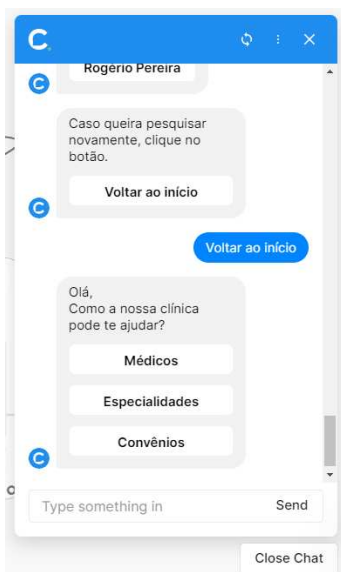 C.
Rogério Pereira
Caso queira pesquisar
novamente, clique no
botão.
Voltar ao início
Voltar ao início
Olá,
Como a nossa clínica
pode te ajudar?
Médicos
Especialidades
Convênios
Type something in
Send
Close Chat